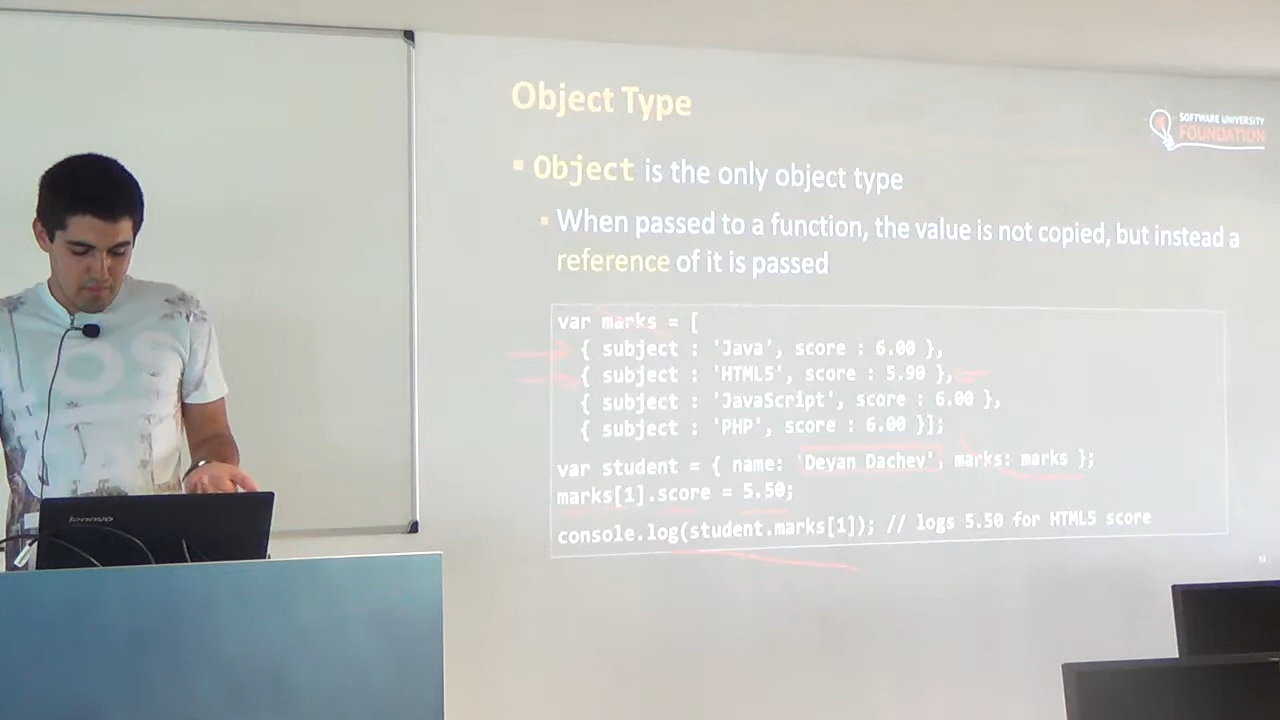 Object Type
SOFTWARE UNIVERSITY
FOUNDATION
Object is the only object type
When passed to a function, the value is not copied, but instead a
reference of it is passed
var marks = [
{ subject : 'Java', score : 6.00 },
{ subject : 'HTML5', score : 5.90 },
{ subject : 'JavaScript', score : 6.00 },
{ subject : 'PHP', score : 6.00 }];
var student = { name: 'Deyan Dachev', marks: marks };
marks[1].score = 5.50;
console.log(student.marks[1]); // logs 5.50 for HTML5 score
lenovo